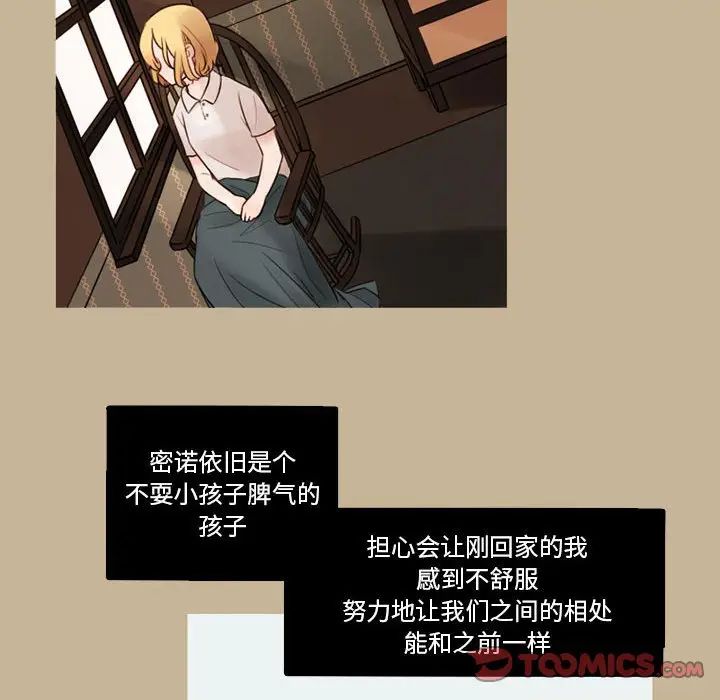 密诺依旧是个
不耍小孩子脾气的
孩子
担心会让刚回家的我
感到不舒服
努力地让我们之间的相处
能和之前一样
TOOMICS.COM